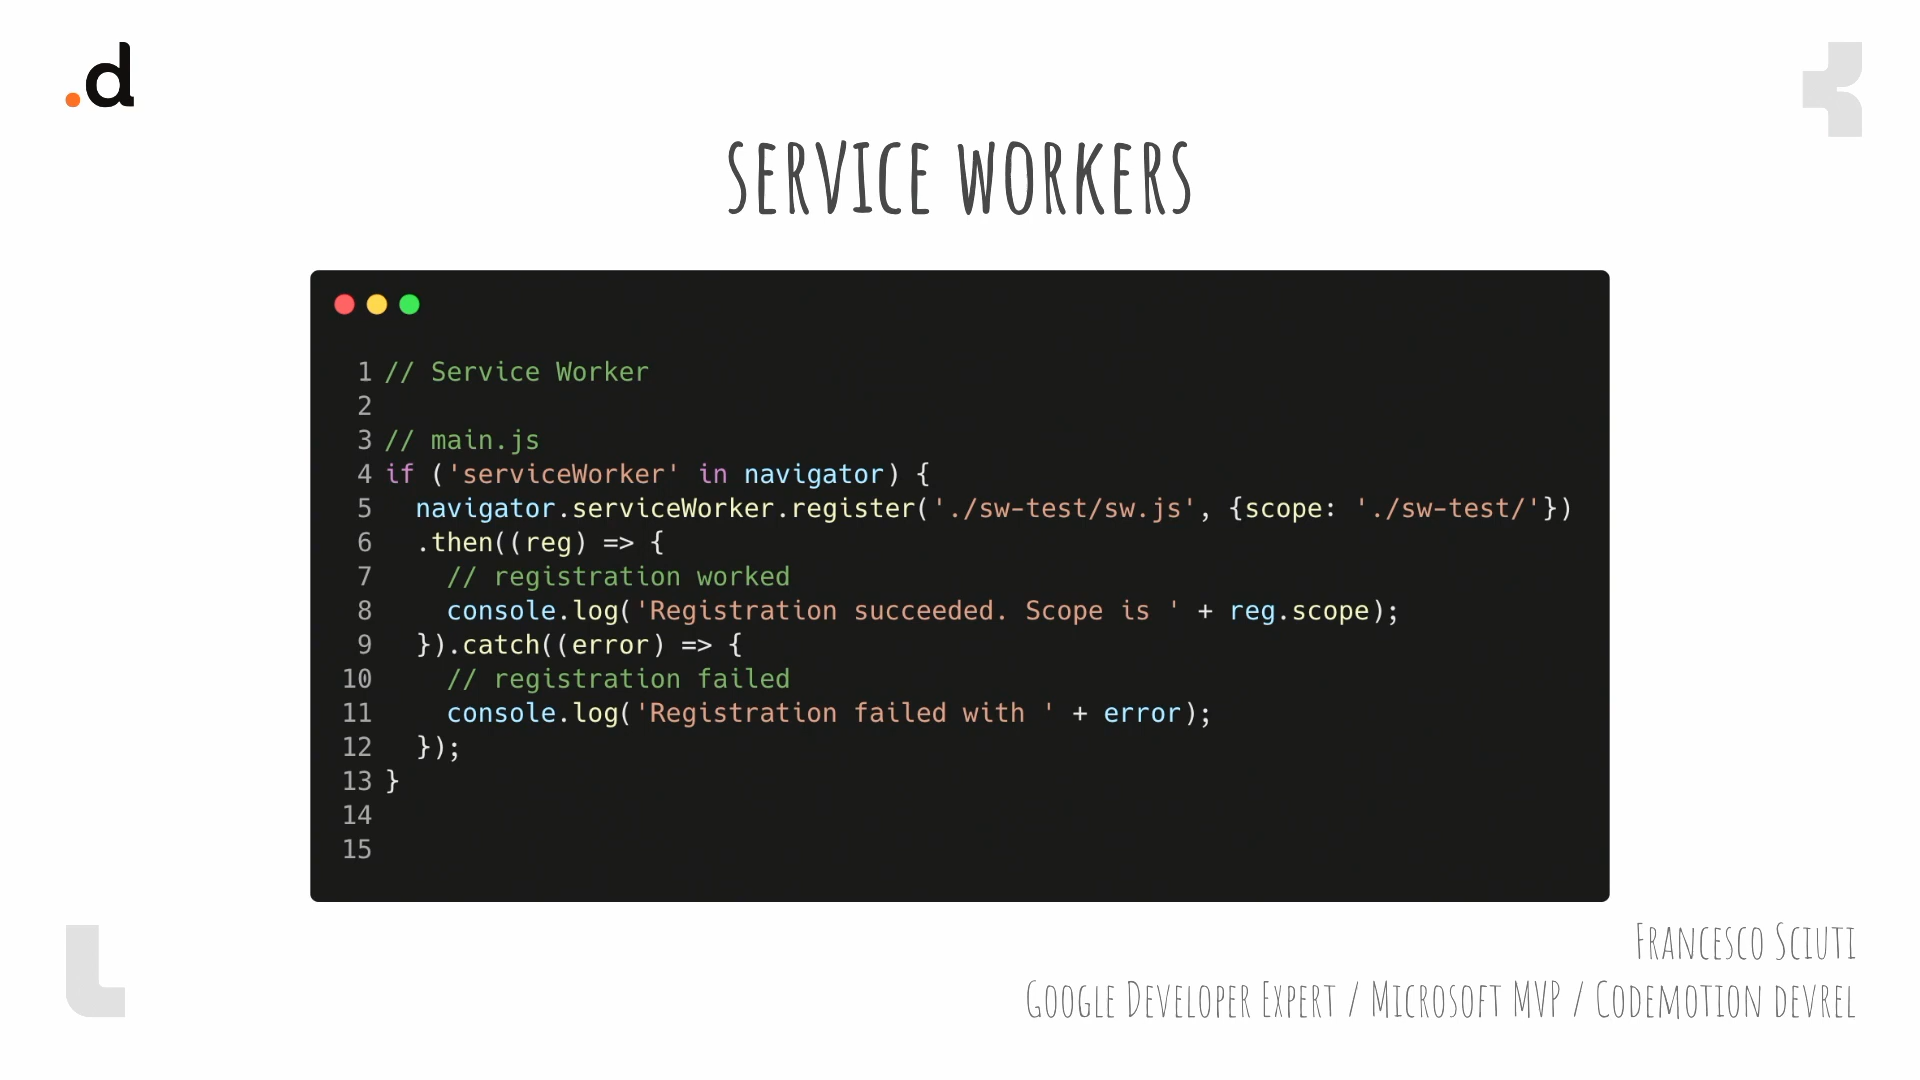 .d
SERVICE WORKERS
1 // Service Worker
2
3 // main.js
4 if ('serviceWorker' in navigator) {
5   navigator.serviceWorker.register('./sw-test/sw.js', {scope: './sw-test/'})
6   .then((reg) => {
7     // registration worked
8     console.log('Registration succeeded. Scope is ' + reg.scope);
9   }).catch((error) => {
10     // registration failed
11     console.log('Registration failed with ' + error);
12   });
13 }
14
15
FRANCESCO SCIUTI
GOOGLE DEVELOPER EXPERT / MICROSOFT MVP / CODEMOTION DEVREL